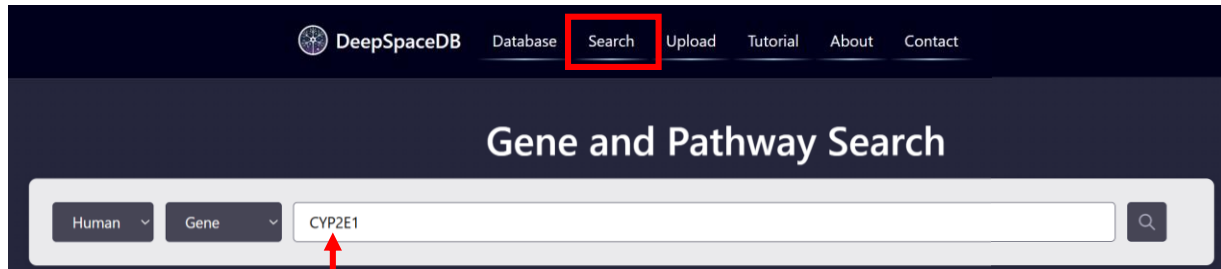 DeepSpaceDB Database Search Upload Tutorial About Contact
Gene and Pathway Search
Human Gene CYP2E1